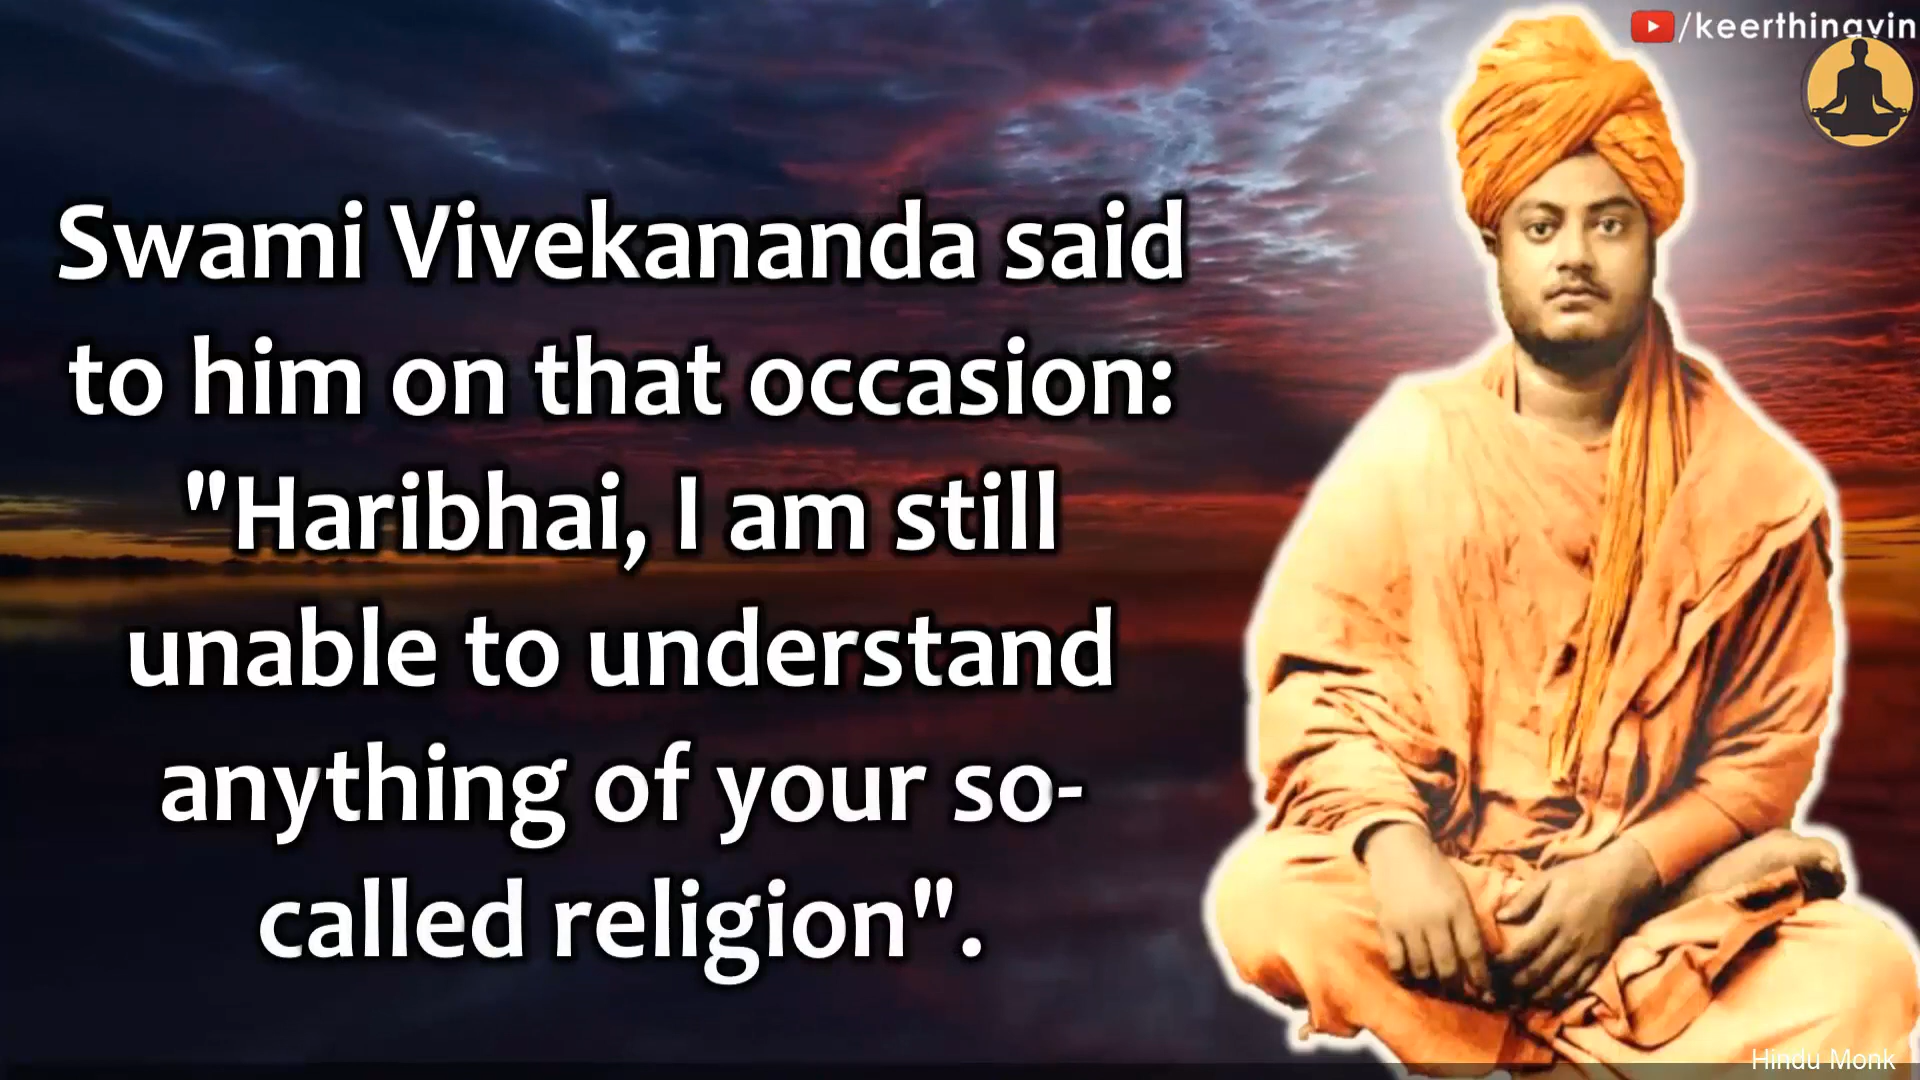 /keerthinavin
Swami Vivekananda said
to him on that occasion:
"Haribhai, I am still
unable to understand
anything of your so-
called religion".
Hindu Monk